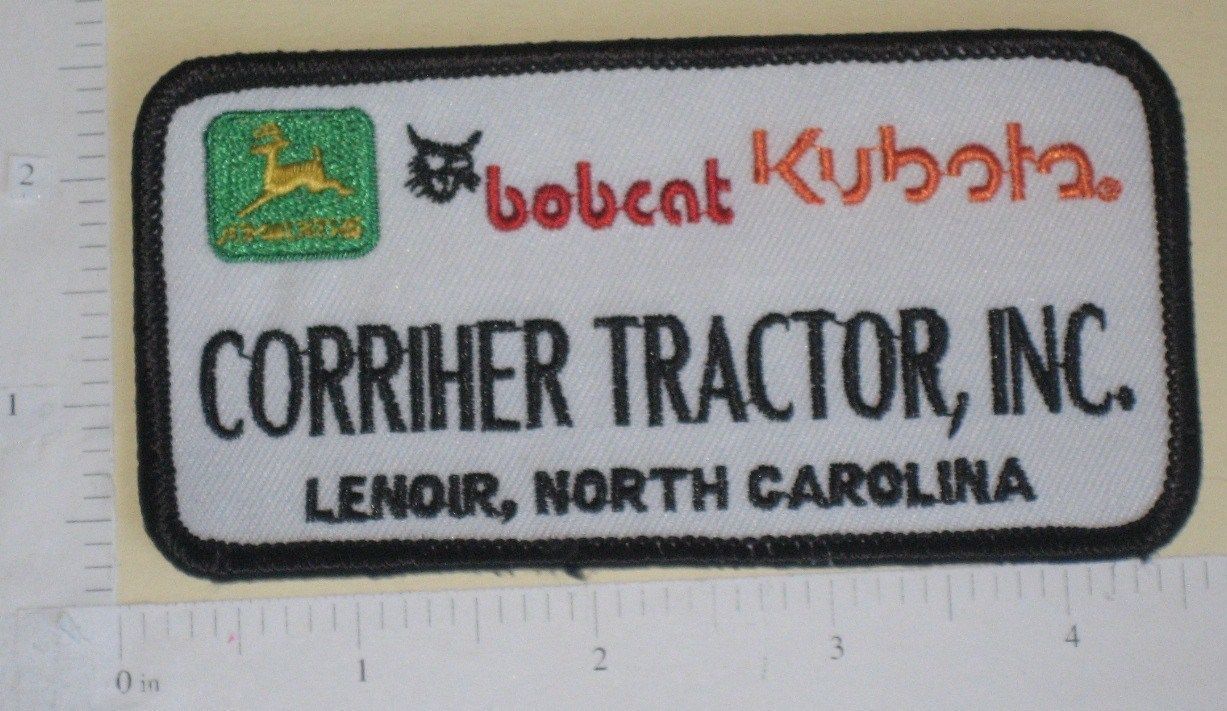 bobcat Kubota®
CORRIHER TRACTOR, INC.
LENOIR, NORTH CAROLINA
2
1
0 in 1 2 3 4